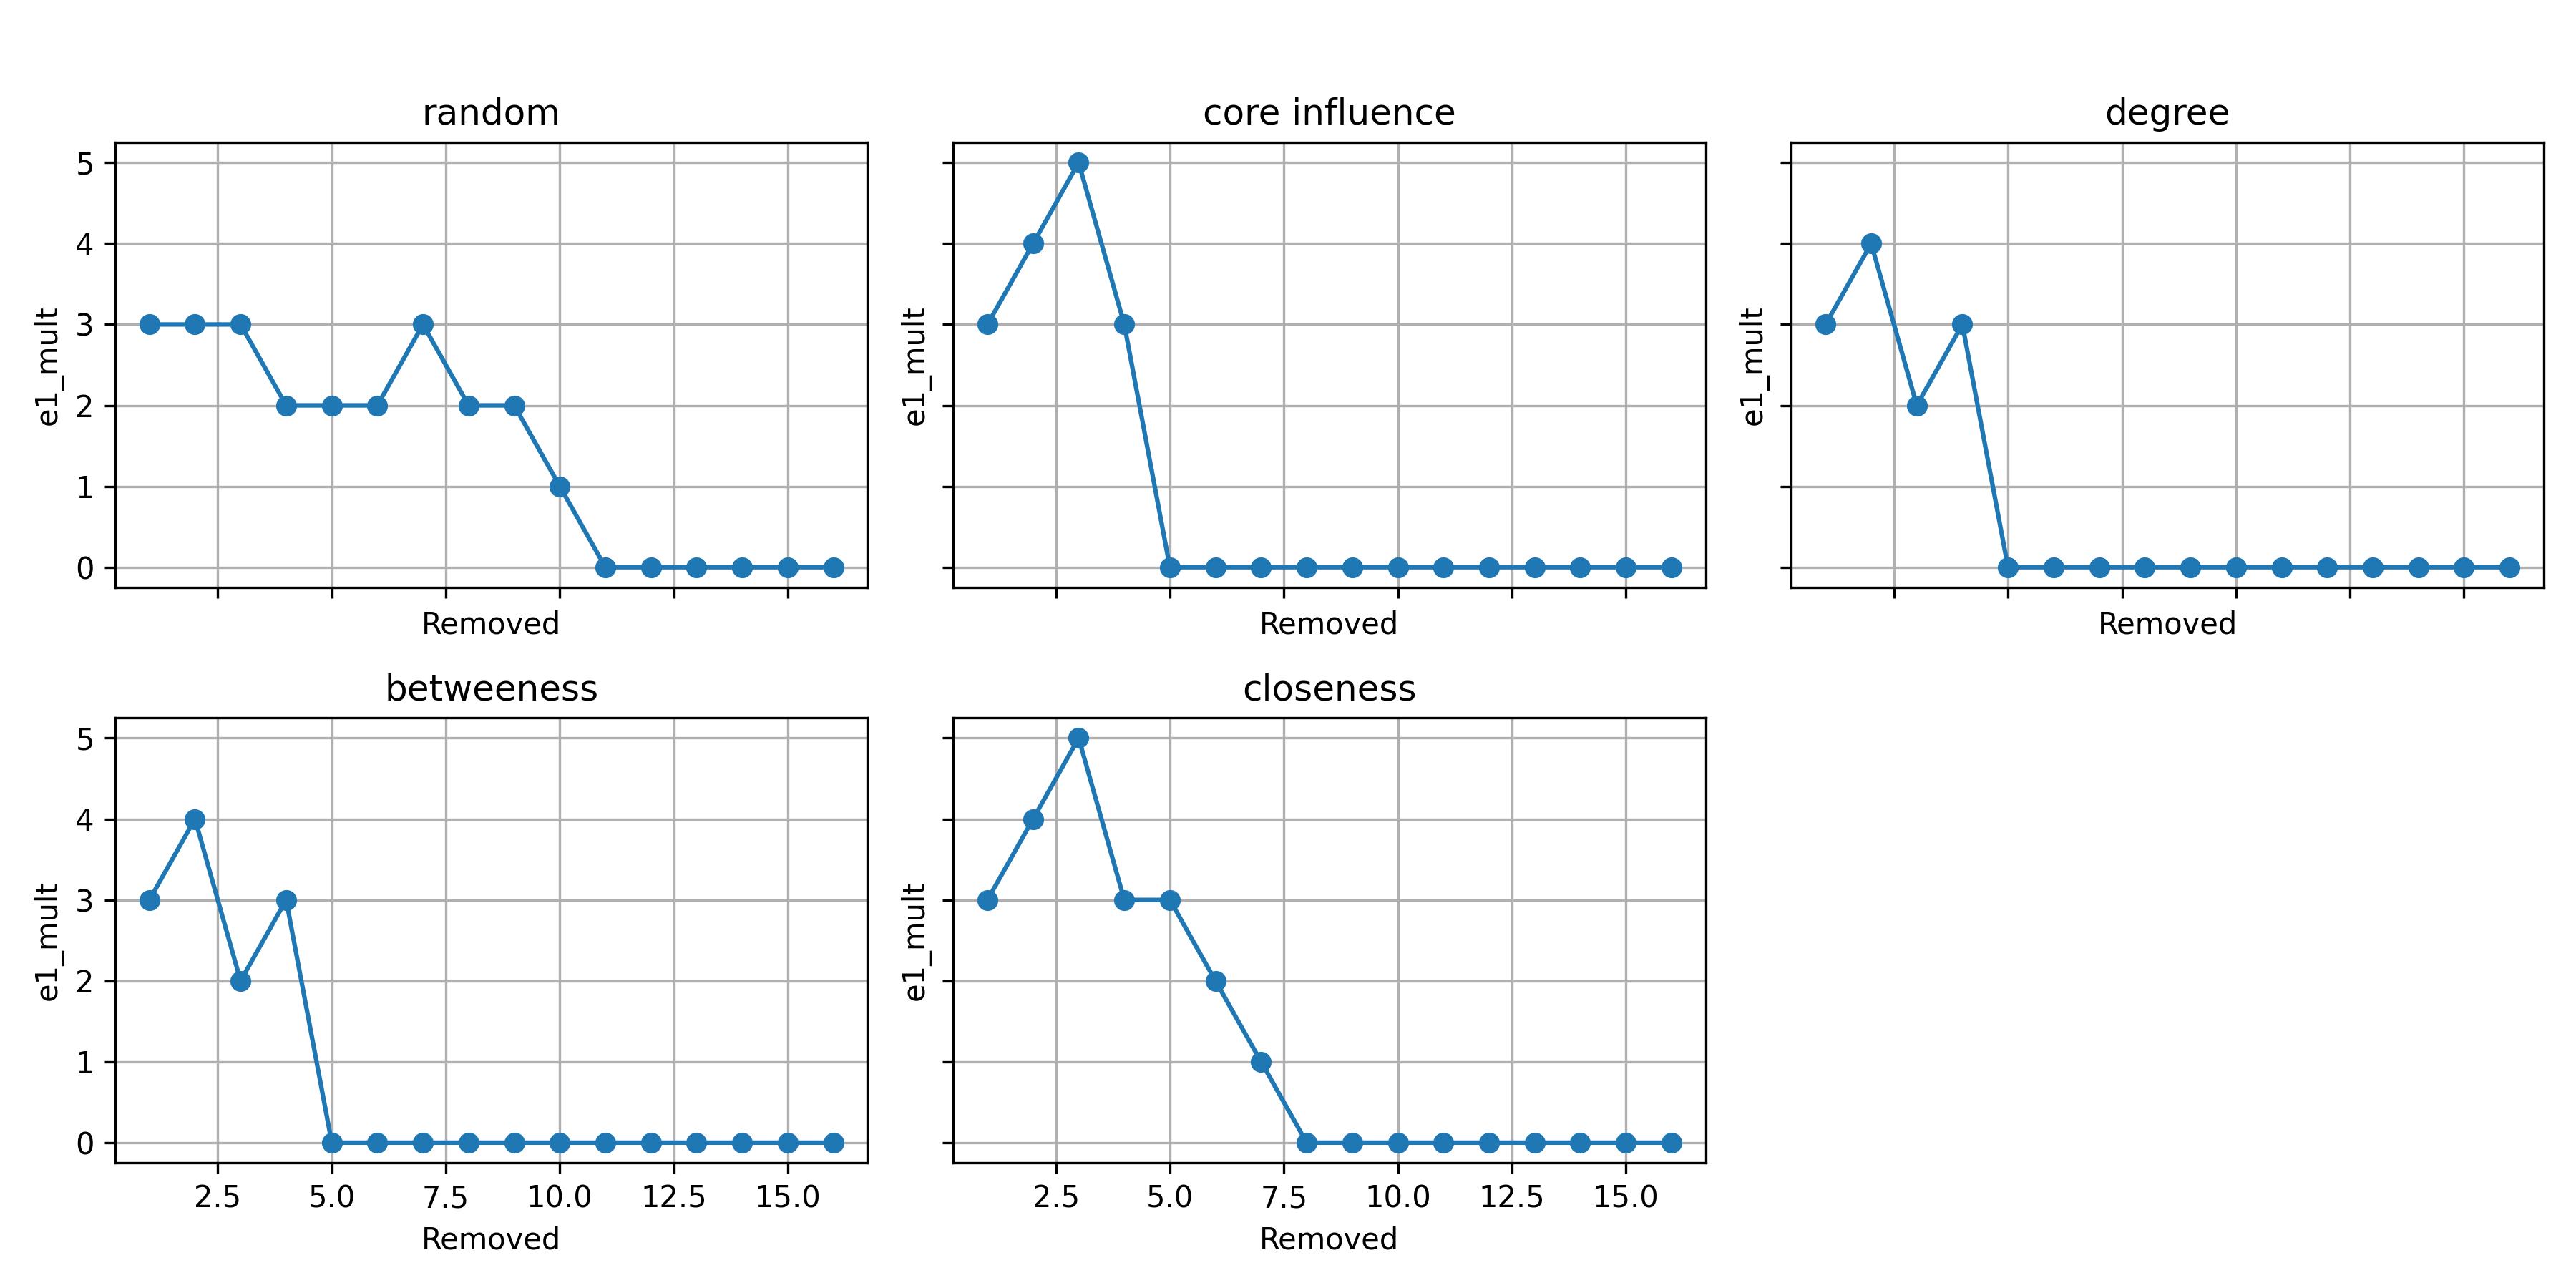 random
5
4
3
2
1
0
e1_mult
Removed
core influence
e1_mult
Removed
degree
e1_mult
Removed
betweeness
5
4
3
2
1
0
e1_mult
2.5 5.0 7.5 10.0 12.5 15.0
Removed
closeness
e1_mult
2.5 5.0 7.5 10.0 12.5 15.0
Removed